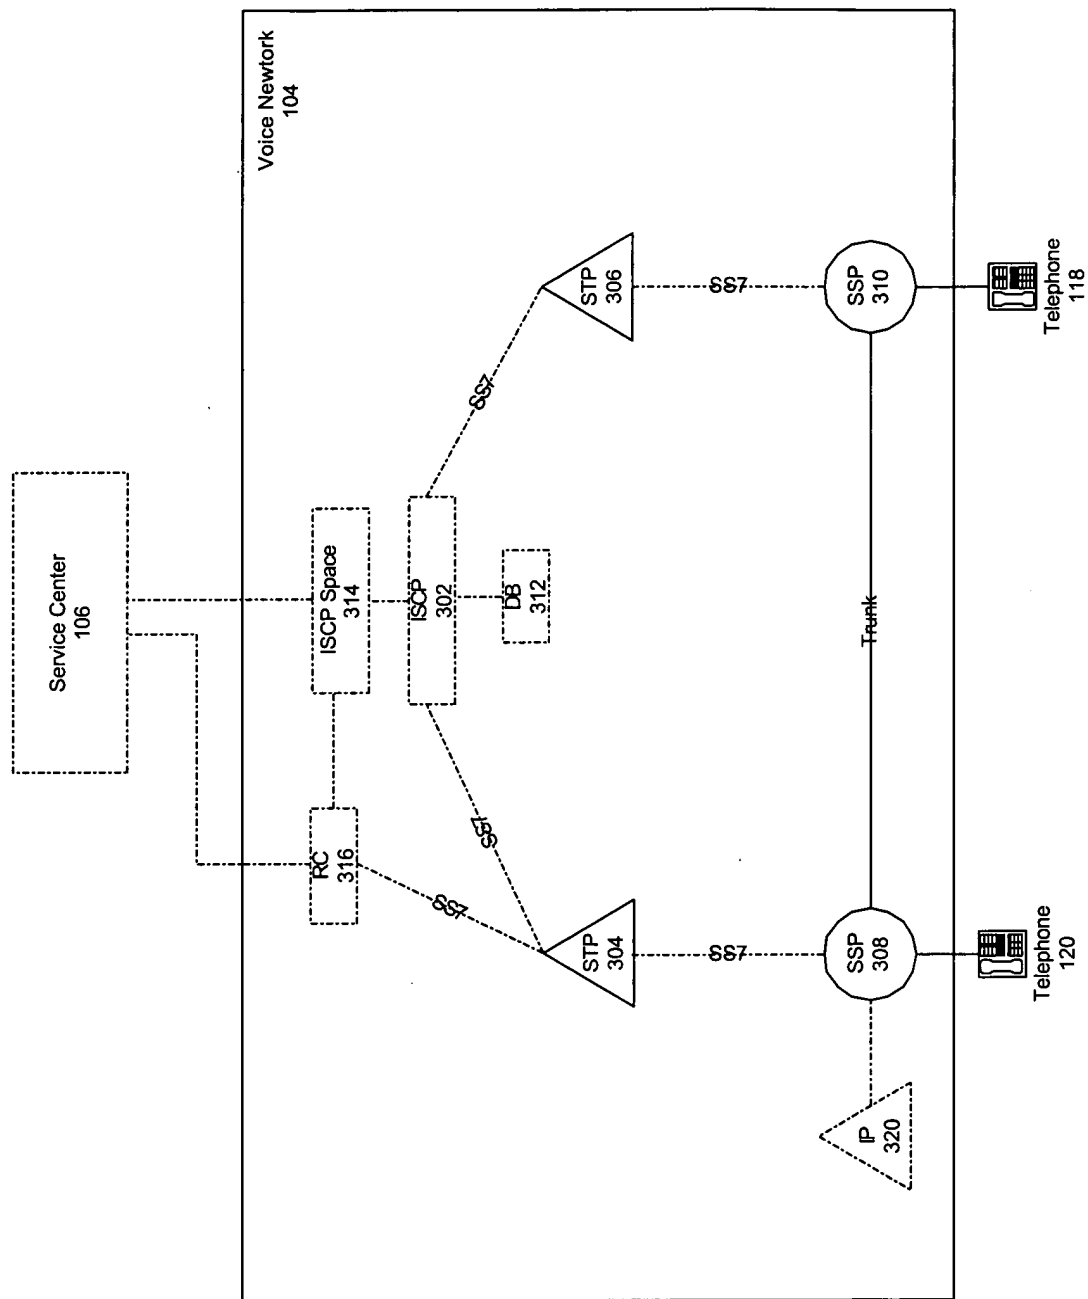 Service Center
106
Voice Newtork
104
RC
316
ISCP Space
314
ISCP
302
DB
312
SS7
SS7
SS7
STP
304
STP
306
SS7
SS7
SSP
308
Trunk
SSP
310
IP
320
Telephone
120
Telephone
118